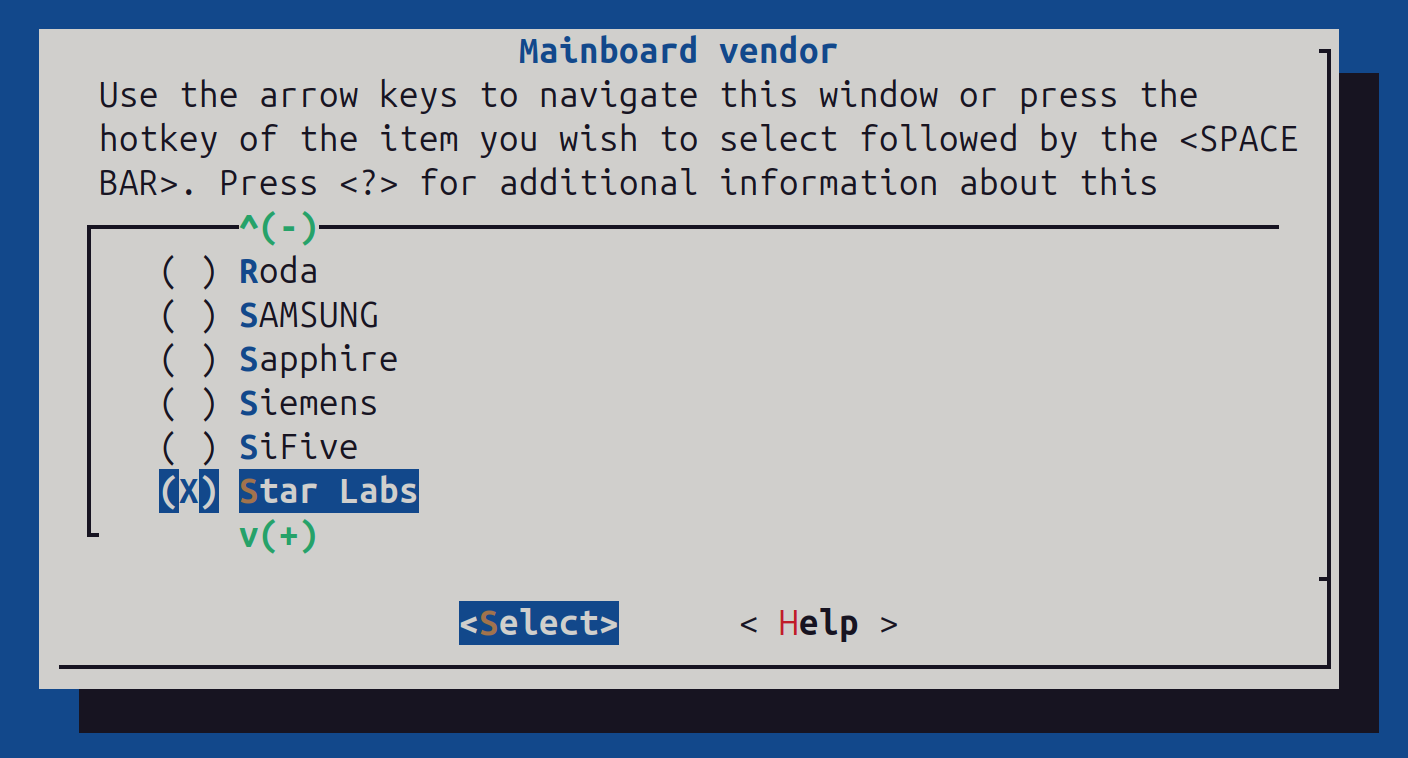 Mainboard vendor
Use the arrow keys to navigate this window or press the
hotkey of the item you wish to select followed by the <SPACE
BAR>. Press <?> for additional information about this
^(-)
( ) Roda
( ) SAMSUNG
( ) Sapphire
( ) Siemens
( ) SiFive
(X) Star Labs
v(+)
<Select> < Help >